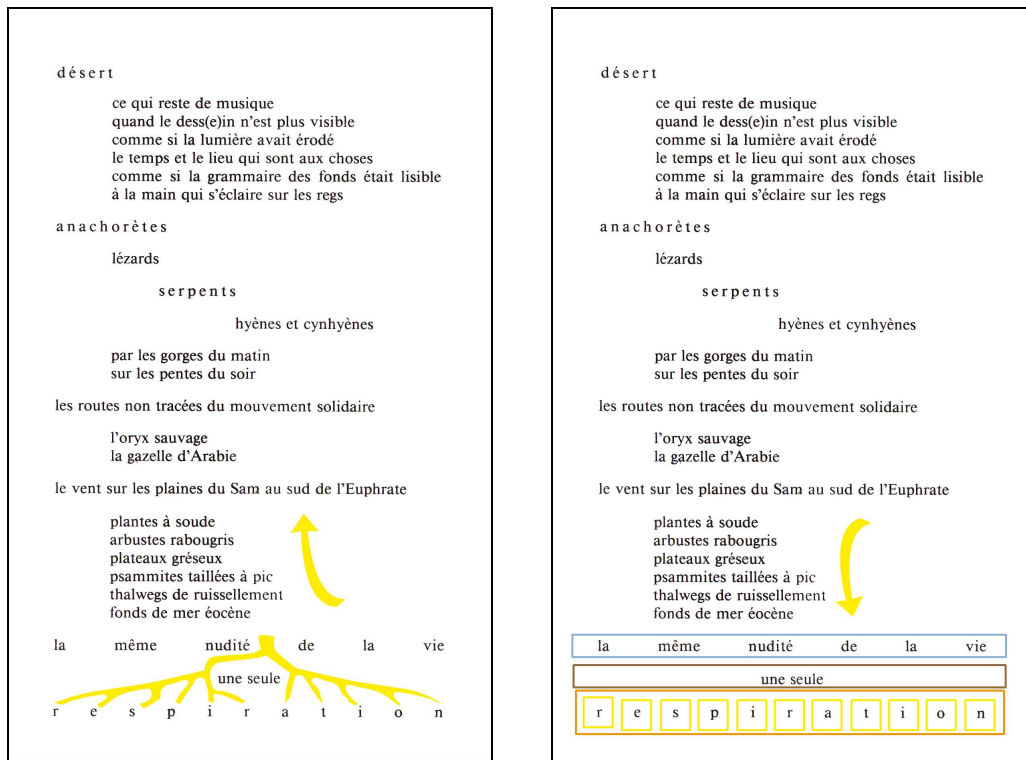 désert
ce qui reste de musique
quand le dess(e)in n'est plus visible
comme si la lumière avait érodé
le temps et le lieu qui sont aux choses
comme si la grammaire des fonds était lisible
à la main qui s'éclaire sur les regs
anachorètes
lézards
serpents
hyènes et cynhyènes
par les gorges du matin
sur les pentes du soir
les routes non tracées du mouvement solidaire
l'oryx sauvage
la gazelle d'Arabie
le vent sur les plaines du Sam au sud de l'Euphrate
plantes à soude
arbustes rabougris
plateaux gréseux
psammites taillées à pic
thalwegs de ruissellement
fonds de mer éocène
la même nudité de la vie
une seule
r e s p i r a t i o n
désert
ce qui reste de musique
quand le dess(e)in n'est plus visible
comme si la lumière avait érodé
le temps et le lieu qui sont aux choses
comme si la grammaire des fonds était lisible
à la main qui s'éclaire sur les regs
anachorètes
lézards
serpents
hyènes et cynhyènes
par les gorges du matin
sur les pentes du soir
les routes non tracées du mouvement solidaire
l'oryx sauvage
la gazelle d'Arabie
le vent sur les plaines du Sam au sud de l'Euphrate
plantes à soude
arbustes rabougris
plateaux gréseux
psammites taillées à pic
thalwegs de ruissellement
fonds de mer éocène
la même nudité de la vie
une seule
r e s p i r a t i o n